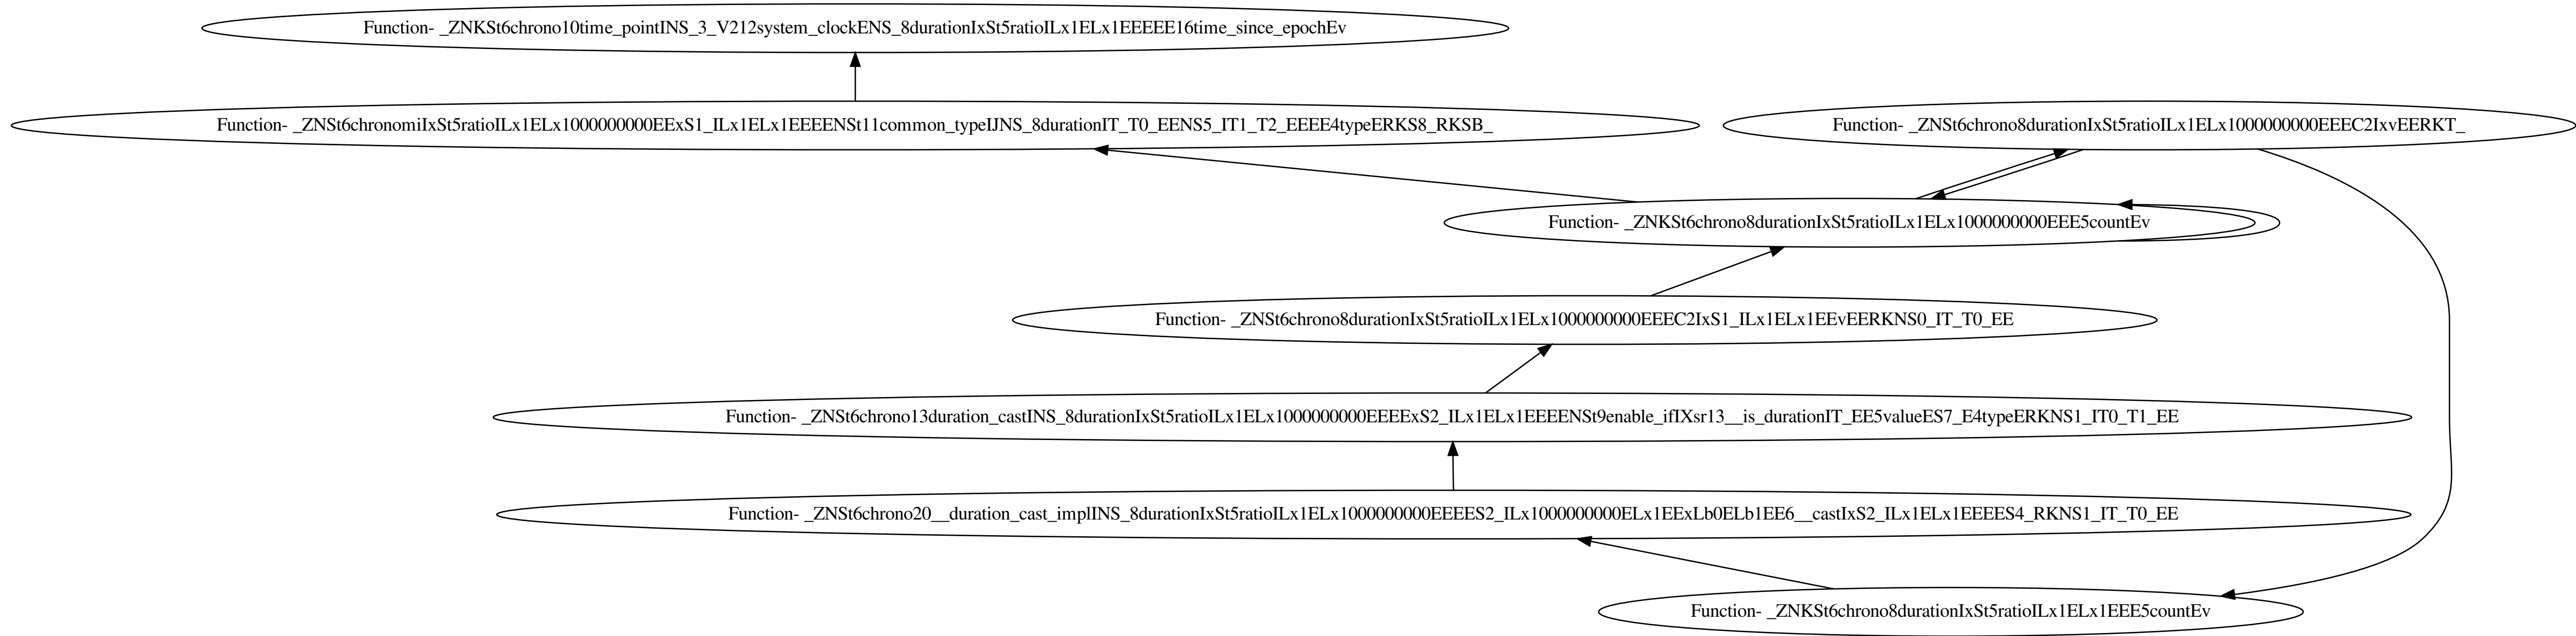 Function- _ZNKSt6chrono10time_pointINS_3_V212system_clockENS_8durationIxSt5ratioILx1ELx1EEEEE16time_since_epochEv
Function- _ZNSt6chronomiIxSt5ratioILx1ELx1000000000EExS1_ILx1ELx1EEEENSt11common_typeIJNS_8durationIT_T0_EENS5_IT1_T2_EEEE4typeERKS8_RKSB_
Function- _ZNSt6chrono8durationIxSt5ratioILx1ELx1000000000EEEC2IxvEERKT_
Function- _ZNKSt6chrono8durationIxSt5ratioILx1ELx1000000000EEE5countEv
Function- _ZNSt6chrono8durationIxSt5ratioILx1ELx1000000000EEEC2IxS1_ILx1ELx1EEvEERKNS0_IT_T0_EE
Function- _ZNSt6chrono13duration_castINS_8durationIxSt5ratioILx1ELx1000000000EEEExS2_ILx1ELx1EEEENSt9enable_ifIXsr13__is_durationIT_EE5valueES7_E4typeERKNS1_IT0_T1_EE
Function- _ZNSt6chrono20__duration_cast_implINS_8durationIxSt5ratioILx1ELx1000000000EEEES2_ILx1000000000ELx1EExLb0ELb1EE6__castIxS2_ILx1ELx1EEEES4_RKNS1_IT_T0_EE
Function- _ZNKSt6chrono8durationIxSt5ratioILx1ELx1EEE5countEv